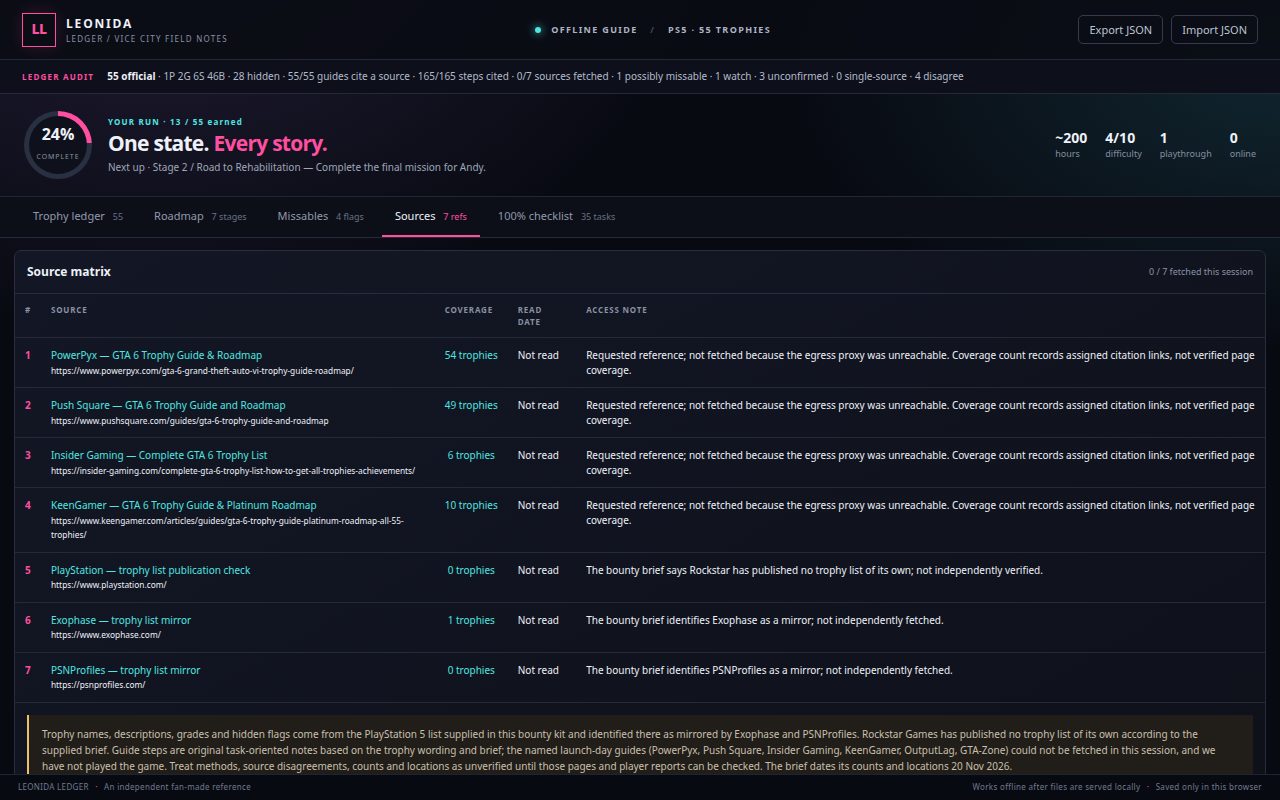 LL
LEONIDA
LEDGER / VICE CITY FIELD NOTES
OFFLINE GUIDE / PS5 · 55 TROPHIES
Export JSON
Import JSON
LEDGER AUDIT 55 official · 1P 2G 6S 46B · 28 hidden · 55/55 guides cite a source · 165/165 steps cited · 0/7 sources fetched · 1 possibly missable · 1 watch · 3 unconfirmed · 0 single-source · 4 disagree
24%
COMPLETE
YOUR RUN · 13 / 55 earned
One state. Every story.
Next up · Stage 2 / Road to Rehabilitation — Complete the final mission for Any.
~200 4/10 1 0
hours difficulty playthrough online
Trophy ledger 55 Roadmap 7 stages Missables 4 flags Sources 7 refs 100% checklist 35 tasks
Source matrix 0 / 7 fetched this session
# SOURCE COVERAGE READ DATE ACCESS NOTE
1 PowerPyx — GTA 6 Trophy Guide & Roadmap 54 trophies Not read Requested reference; not fetched because the egress proxy was unreachable. Coverage count records assigned citation links, not verified page
https://www.powerpyx.com/gta-6-grand-theft-auto-vi-trophy-guide-roadmap/ coverage.
2 Push Square — GTA 6 Trophy Guide and Roadmap 49 trophies Not read Requested reference; not fetched because the egress proxy was unreachable. Coverage count records assigned citation links, not verified page
https://www.pushsquare.com/guides/gta-6-trophy-guide-and-roadmap coverage.
3 Insider Gaming — Complete GTA 6 Trophy List 6 trophies Not read Requested reference; not fetched because the egress proxy was unreachable. Coverage count records assigned citation links, not verified page
https://insider-gaming.com/complete-gta-6-trophy-list-how-to-get-all-trophies-achievements/ coverage.
4 KeenGamer — GTA 6 Trophy Guide & Platinum Roadmap 10 trophies Not read Requested reference; not fetched because the egress proxy was unreachable. Coverage count records assigned citation links, not verified page
https://www.keengamer.com/articles/guides/gta-6-trophy-guide-platinum-roadmap-all-55- coverage.
trophies/
5 PlayStation — trophy list publication check 0 trophies Not read The bounty brief says Rockstar has published no trophy list of its own; not independently verified.
https://www.playstation.com/
6 Exophase — trophy list mirror 1 trophies Not read The bounty brief identifies Exophase as a mirror; not independently fetched.
https://www.exophase.com/
7 PSNProfiles — trophy list mirror 0 trophies Not read The bounty brief identifies PSNProfiles as a mirror; not independently fetched.
https://psnprofiles.com/
Trophy names, descriptions, grades and hidden flags come from the PlayStation 5 list supplied in this bounty kit and identified there as mirrored by Exophase and PSNProfiles. Rockstar Games has published no trophy list of its own according to the
supplied brief. Guide steps are original task-oriented notes based on the trophy wording and brief; the named launch-day guides (PowerPyx, Push Square, Insider Gaming, KeenGamer, OutputLag, GTA-Zone) could not be fetched in this session, and we
have not played the game. Treat methods, source disagreements, counts and locations as unverified until those pages and player reports can be checked. The brief dates its counts and locations 20 Nov 2026.
LEONIDA LEDGER · An independent fan-made reference Works offline after files are served locally · Saved only in this browser